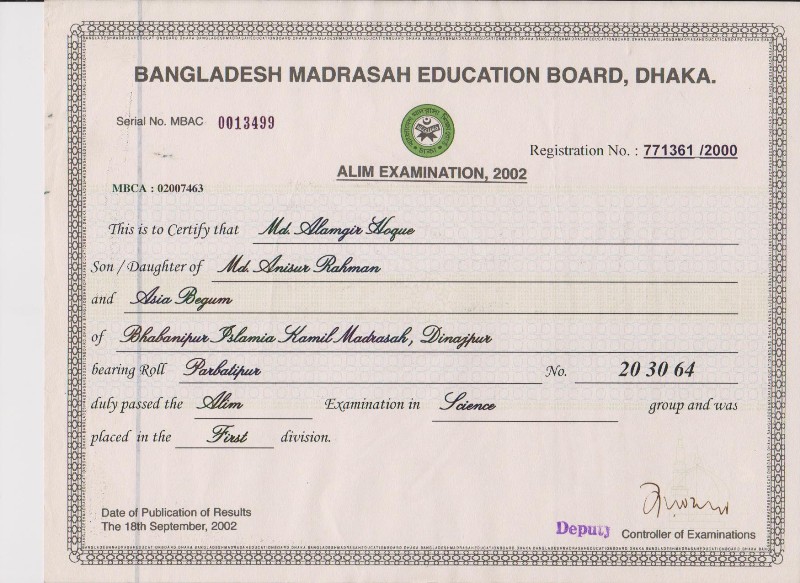 BANGLADESH MADRASAH EDUCATION BOARD, DHAKA.
Serial No. MBAC 0013499
Registration No. : 771361 /2000
ALIM EXAMINATION, 2002
MBCA : 02007463
This is to Certify that Md. Alamgir Hoque
Son / Daughter of Md. Anisur Rahman
and Asia Begum
of Bhabanipur Islamia Kamil Madrasah, Dinajpur
bearing Roll Parbatipur No. 20 30 64
duly passed the Alim Examination in Science group and was
placed in the First division.
Date of Publication of Results
The 18th September, 2002
Deputy Controller of Examinations